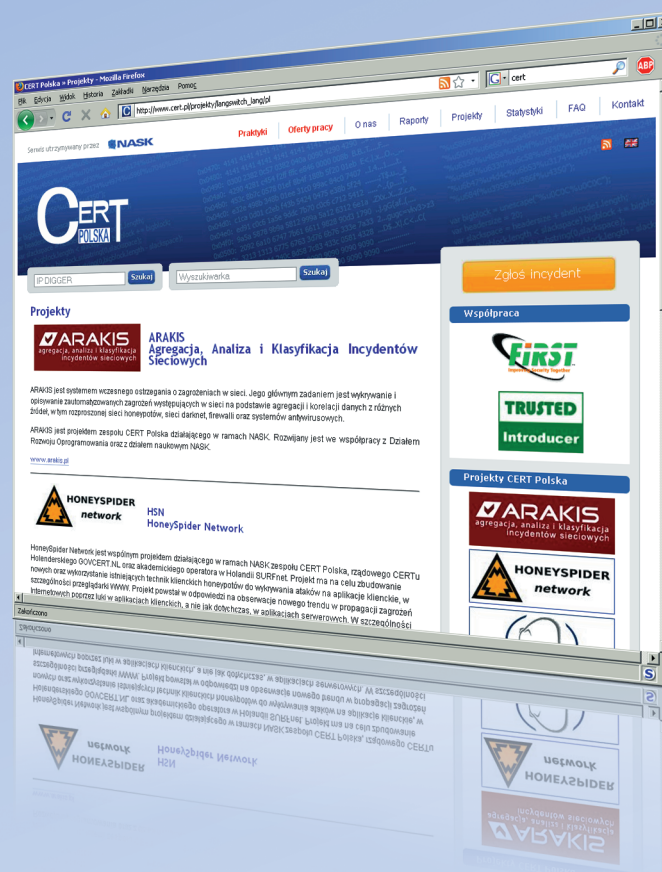 CERT Polska » Projekty - Mozilla Firefox
Plik Edycja Widok Historia Zakładki Narzędzia Pomoc
http://www.cert.pl/projekty/langswitch_lang/pl
cert
ABP
Serwis utrzymywany przez NASK
Praktyki Oferty pracy O nas Raporty Projekty Statystyki FAQ Kontakt
CERT
POLSKA
IP DIGGER Szukaj Wyszukiwarka Szukaj
Projekty
ARAKIS
agregacja, analiza i klasyfikacja
incydentów sieciowych
ARAKIS
Agregacja, Analiza i Klasyfikacja Incydentów
Sieciowych
ARAKIS jest systemem wczesnego ostrzegania o zagrożeniach w sieci. Jego głównym zadaniem jest wykrywanie i
opisywanie zautomatyzowanych zagrożeń występujących w sieci na podstawie agregacji i korelacji danych z różnych
źródeł, w tym rozproszonej sieci honeypotów, sieci darknet, firewalli oraz systemów antywirusowych.
ARAKIS jest projektem zespołu CERT Polska działającego w ramach NASK. Rozwijany jest we współpracy z Działem
Rozwoju Oprogramowania oraz z działem naukowym NASK.
www.arakis.pl
HONEYSPIDER
network
HSN
HoneySpider Network
HoneySpider Network jest wspólnym projektem działającego w ramach NASK zespołu CERT Polska, rządowego CERTu
Holenderskiego GOVCERT.NL oraz akademickiego operatora w Holandii SURFnet. Projekt ma na celu zbudowanie
nowych oraz wykorzystanie istniejących technik klienckich honeypotów do wykrywania ataków na aplikacje klienckie, w
szczególności przeglądarki WWW. Projekt powstał w odpowiedzi na obserwacje nowego trendu w propagacji zagrożeń
Internetowych poprzez luki w aplikacjach klienckich, a nie jak dotychczas, w aplikacjach serwerowych. W szczególności
Zakończono
Zgłoś incydent
Współpraca
FIRST
Improving Security Together
TRUSTED
Introducer
Projekty CERT Polska
ARAKIS
agregacja, analiza i klasyfikacja
incydentów sieciowych
HONEYSPIDER
network